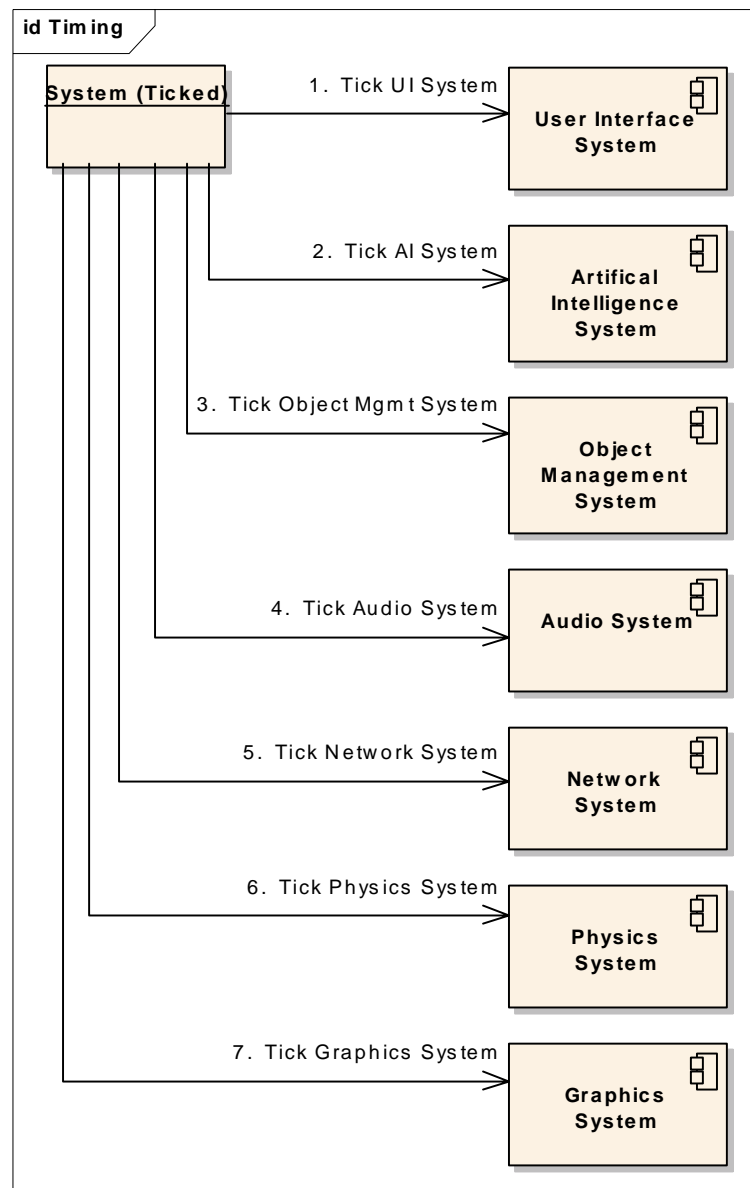 id Timing
System (Ticked)
1. Tick UI System
User Interface
System
2. Tick AI System
Artifical
Intelligence
System
3. Tick Object Mgmt System
Object
Management
System
4. Tick Audio System
Audio System
5. Tick Network System
Network
System
6. Tick Physics System
Physics
System
7. Tick Graphics System
Graphics
System